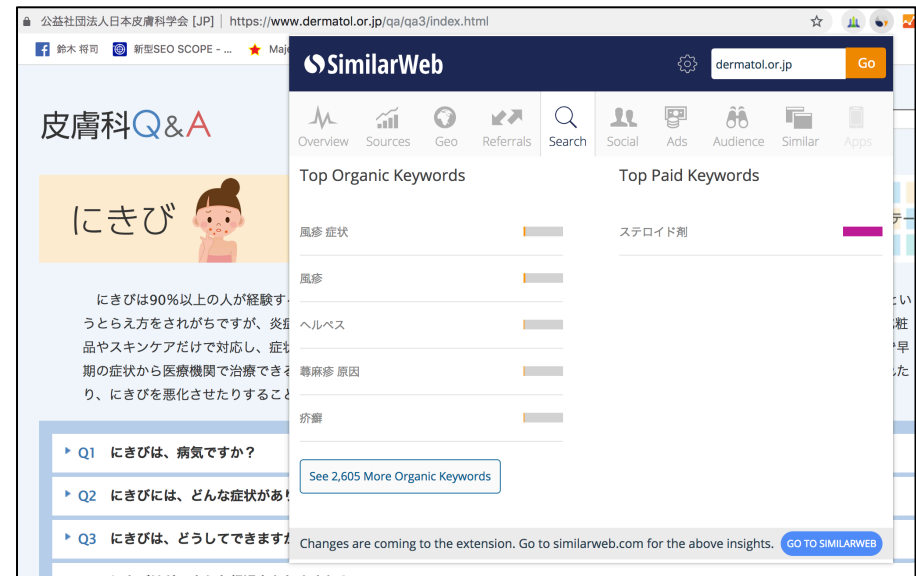 公益社団法人日本皮膚科学会 [JP] | https://www.dermatol.or.jp/qa/qa3/index.html
鈴木 将司 新型SEO SCOPE - ... Maje
SimilarWeb dermatol.or.jp Go
Overview Sources Geo Referrals Search Social Ads Audience Similar Apps
皮膚科Q&A
にきび
Top Organic Keywords
風疹 症状
風疹
ヘルペス
蕁麻疹 原因
疥癬
See 2,605 More Organic Keywords
Top Paid Keywords
ステロイド剤
Changes are coming to the extension. Go to similarweb.com for the above insights. GO TO SIMILARWEB
にきびは90%以上の人が経験す
うとらえ方をされがちですが、炎症
品やスキンケアだけで対応し、症状
期の症状から医療機関で治療できる
り、にきびを悪化させたりすること
テー
とい
粧
早
た
Q1 にきびは、病気ですか？
Q2 にきびには、どんな症状があり
Q3 にきびは、どうしてできますか